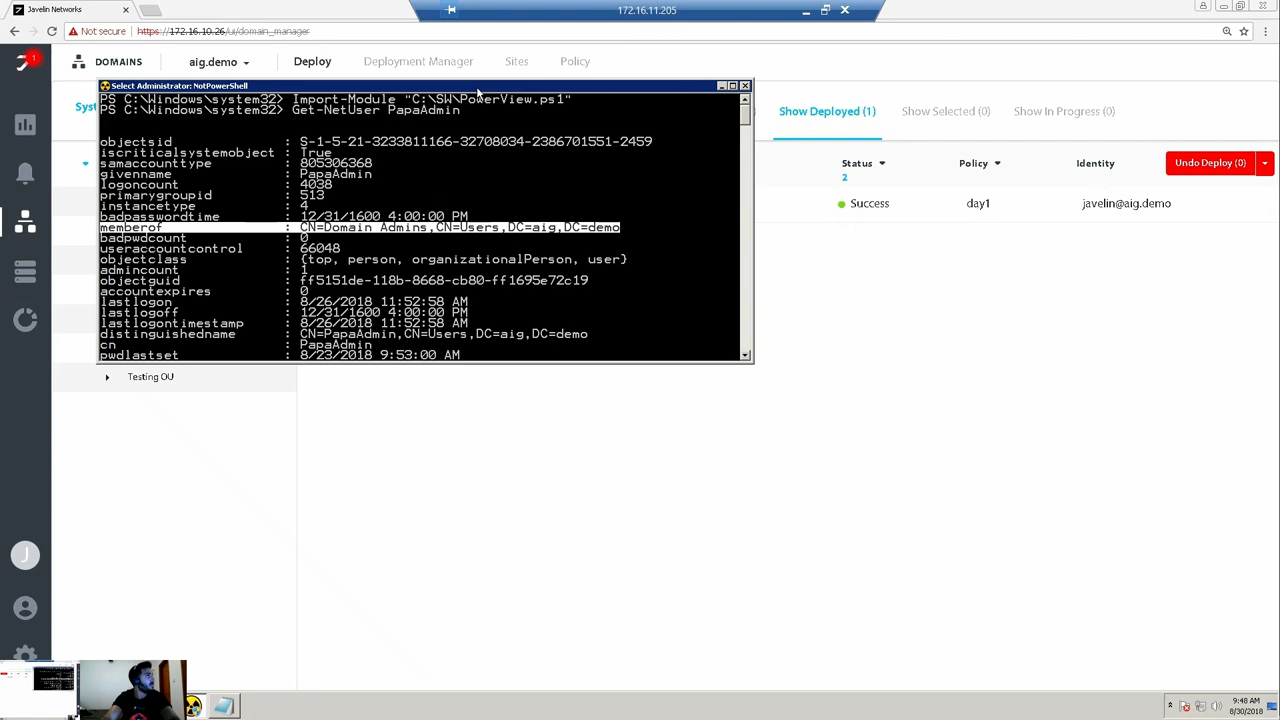 Javelin Networks
172.16.11.205
Not secure
https://172.16.10.26/ui/domain_manager
1
DOMAINS
aig.demo
Deploy
Deployment Manager
Sites
Policy
Select Administrator: NotPowerShell
PS C:\Windows\system32> Import-Module "C:\SW\PowerView.ps1"
PS C:\Windows\system32> Get-NetUser PapaAdmin
objectsid : S-1-5-21-3233811166-32708034-2386701551-2459
iscriticalsystemobject : True
samaccounttype : 805306368
givenname : PapaAdmin
logoncount : 4038
primarygroupid : 513
instancetype : 4
badpasswordtime : 12/31/1600 4:00:00 PM
memberof : CN=Domain Admins,CN=Users,DC=aig,DC=demo
badpwdcount : 0
useraccountcontrol : 66048
objectclass : {top, person, organizationalPerson, user}
admincount : 1
objectguid : ff5151de-118b-8668-cb80-ff1695e72c19
accountexpires : 0
lastlogon : 8/26/2018 11:52:58 AM
lastlogoff : 12/31/1600 4:00:00 PM
lastlogontimestamp : 8/26/2018 11:52:58 AM
distinguishedname : CN=PapaAdmin,CN=Users,DC=aig,DC=demo
cn : PapaAdmin
pwdlastset : 8/23/2018 9:53:00 AM
Syst
Show Deployed (1)
Show Selected (0)
Show In Progress (0)
Status
2
Policy
Identity
Undo Deploy (0)
Success
day1
javelin@aig.demo
Testing OU
J
9:48 AM
8/30/2018